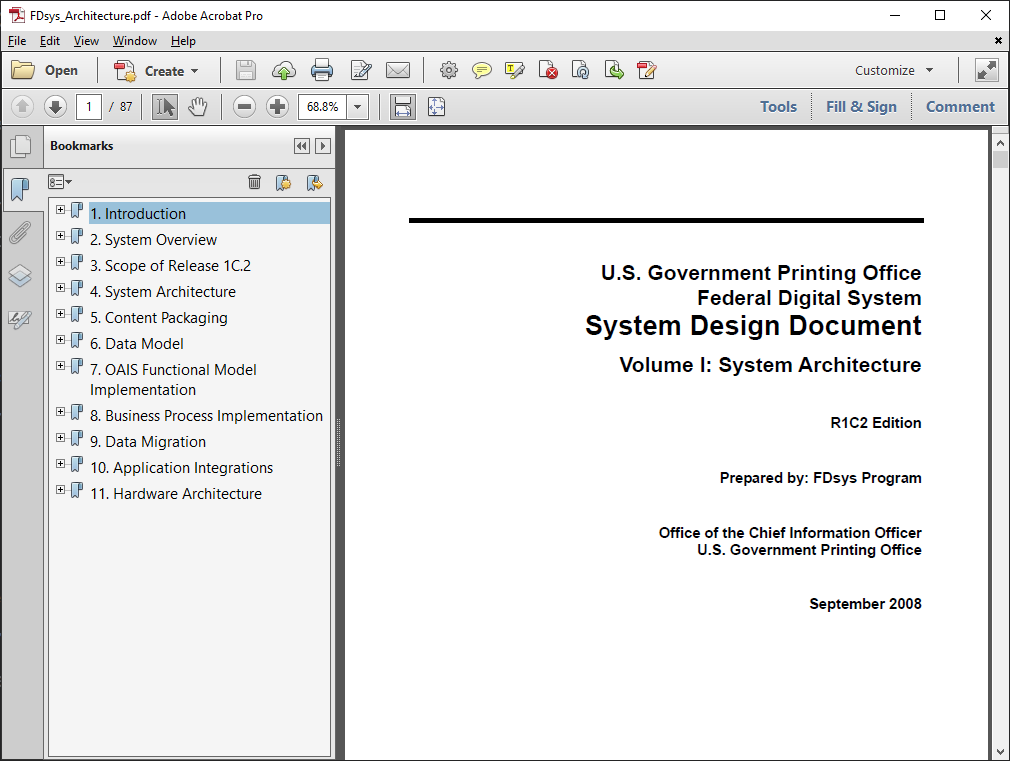 FDsys_Architecture.pdf - Adobe Acrobat Pro
File Edit View Window Help
Open Create Customize
1 / 87 68.8% Tools Fill & Sign Comment
Bookmarks
1. Introduction
2. System Overview
3. Scope of Release 1C.2
4. System Architecture
5. Content Packaging
6. Data Model
7. OAIS Functional Model
Implementation
8. Business Process Implementation
9. Data Migration
10. Application Integrations
11. Hardware Architecture
U.S. Government Printing Office
Federal Digital System
System Design Document
Volume I: System Architecture
R1C2 Edition
Prepared by: FDsys Program
Office of the Chief Information Officer
U.S. Government Printing Office
September 2008